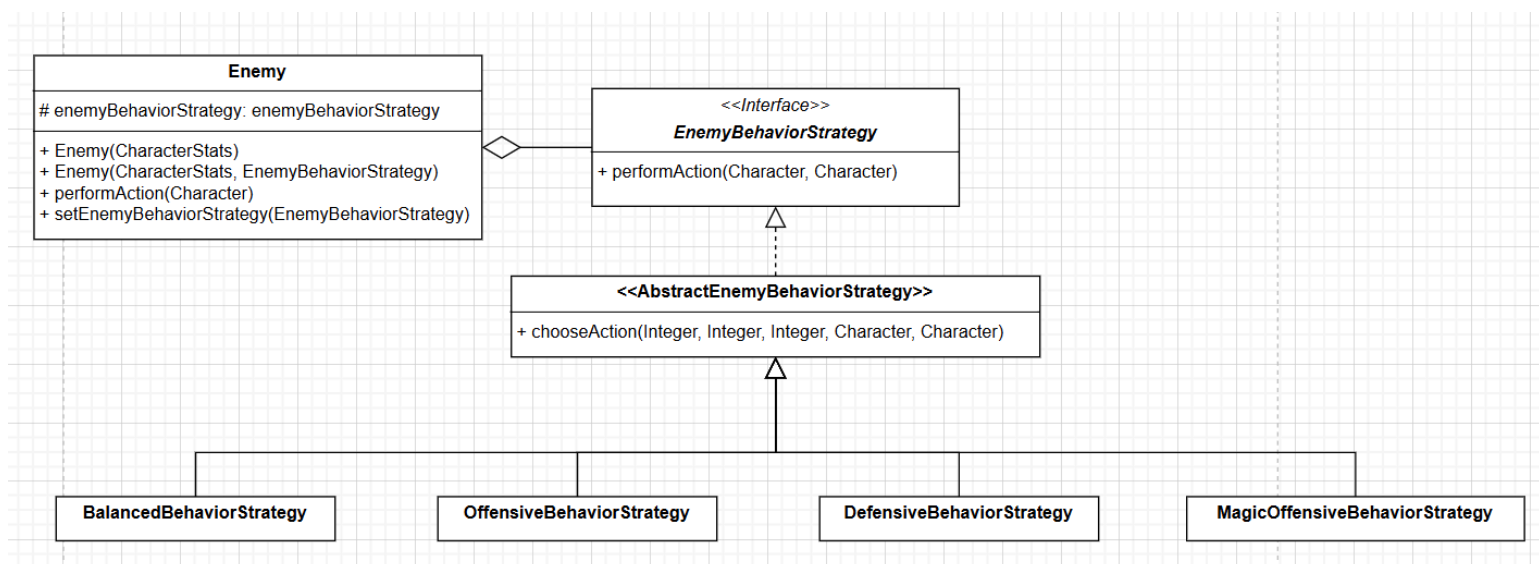 Enemy
# enemyBehaviorStrategy: enemyBehaviorStrategy
+ Enemy(CharacterStats)
+ Enemy(CharacterStats, EnemyBehaviorStrategy)
+ performAction(Character)
+ setEnemyBehaviorStrategy(EnemyBehaviorStrategy)
<<Interface>>
EnemyBehaviorStrategy
+ performAction(Character, Character)
<<AbstractEnemyBehaviorStrategy>>
+ chooseAction(Integer, Integer, Integer, Character, Character)
BalancedBehaviorStrategy
OffensiveBehaviorStrategy
DefensiveBehaviorStrategy
MagicOffensiveBehaviorStrategy